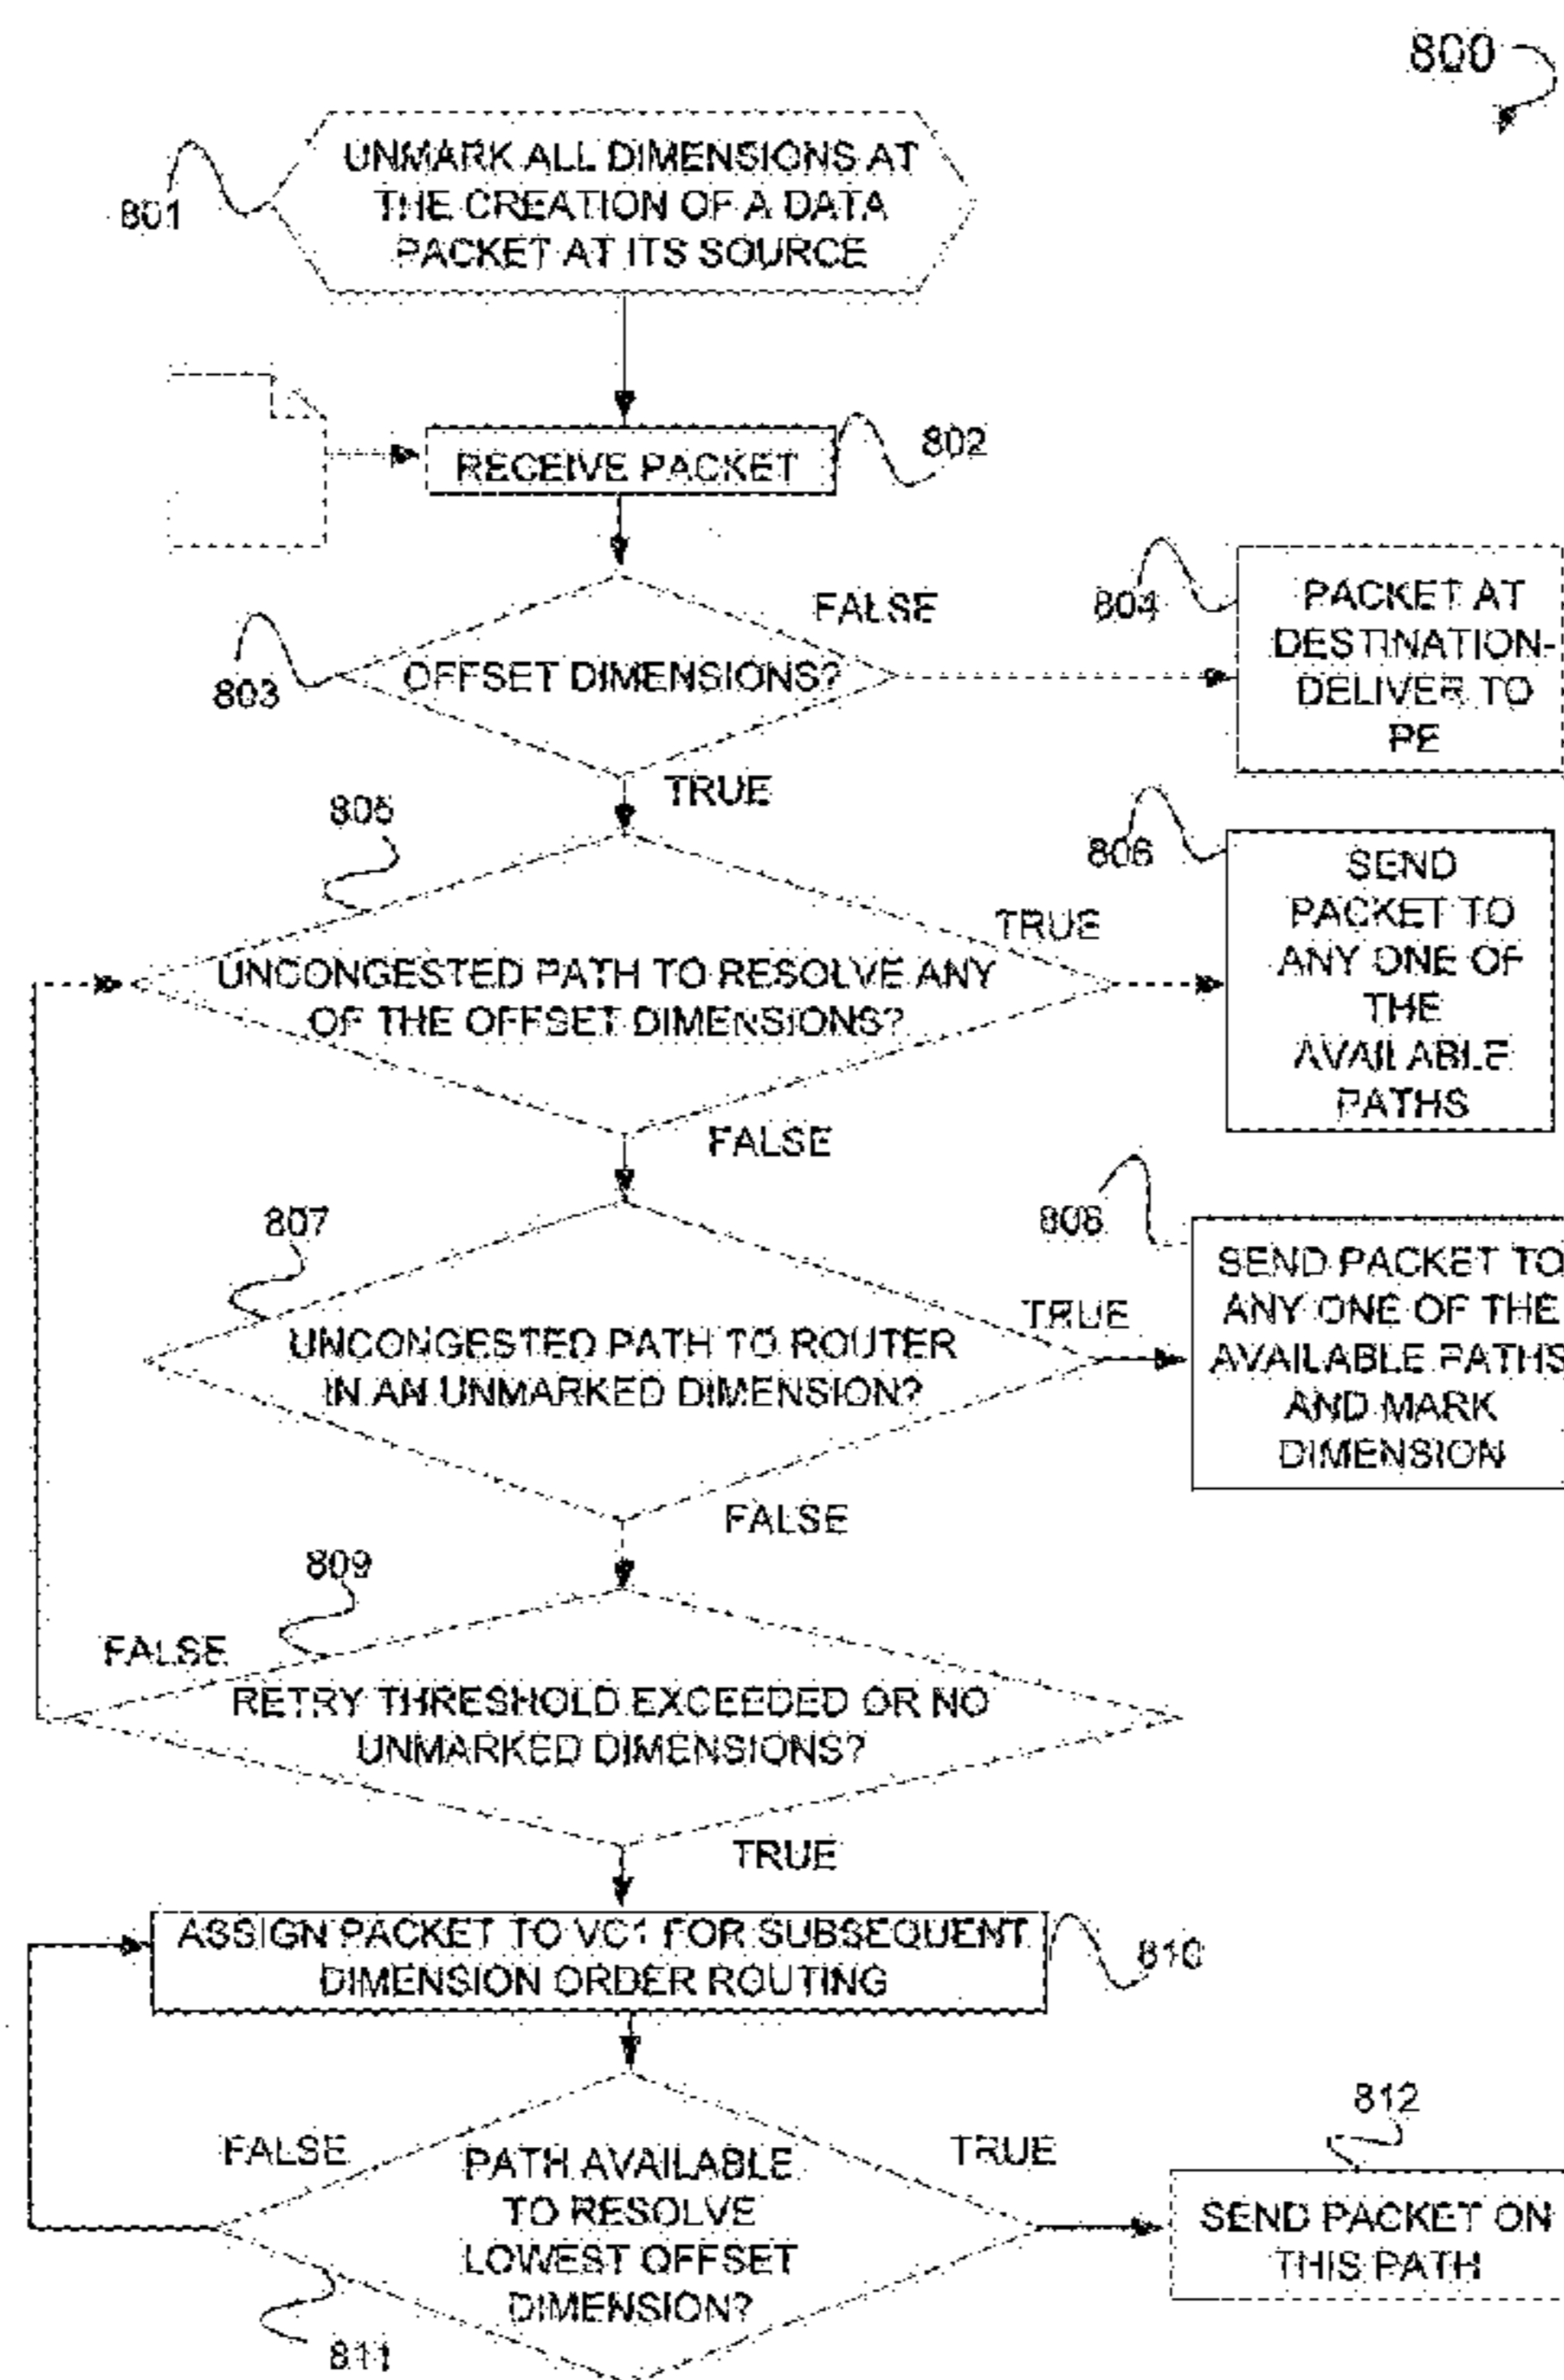 800
801
UNMARK ALL DIMENSIONS AT
THE CREATION OF A DATA
PACKET AT ITS SOURCE
RECEIVE PACKET
802
803
OFFSET DIMENSIONS?
FALSE
TRUE
804
PACKET AT
DESTINATION-
DELIVER TO
PE
805
UNCONGESTED PATH TO RESOLVE ANY
OF THE OFFSET DIMENSIONS?
TRUE
FALSE
806
SEND
PACKET TO
ANY ONE OF
THE
AVAILABLE
PATHS
807
UNCONGESTED PATH TO ROUTER
IN AN UNMARKED DIMENSION?
TRUE
FALSE
808
SEND PACKET TO
ANY ONE OF THE
AVAILABLE PATHS
AND MARK
DIMENSION
809
FALSE
RETRY THRESHOLD EXCEEDED OR NO
UNMARKED DIMENSIONS?
TRUE
ASSIGN PACKET TO VC1 FOR SUBSEQUENT
DIMENSION ORDER ROUTING
810
FALSE
PATH AVAILABLE
TO RESOLVE
LOWEST OFFSET
DIMENSION?
TRUE
811
812
SEND PACKET ON
THIS PATH